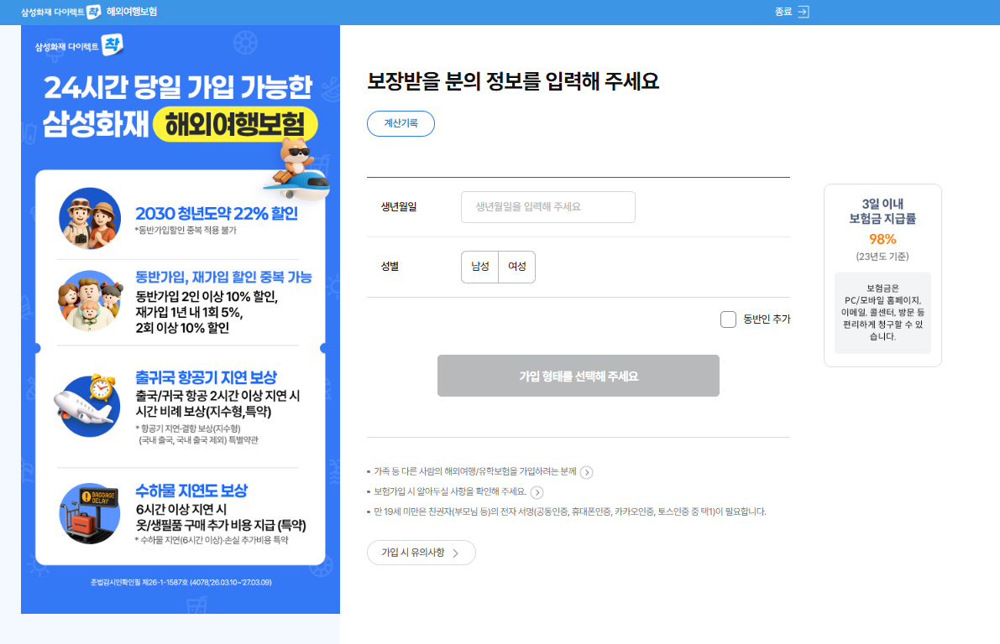 삼성화재 다이렉트 착 해외여행보험
종료
삼성화재 다이렉트 착
24시간 당일 가입 가능한
삼성화재 해외여행보험
2030 청년도약 22% 할인
*동반가입할인 중복 적용 불가
동반가입, 재가입 할인 중복 가능
동반가입 2인 이상 10% 할인,
재가입 1년 내 1회 5%,
2회 이상 10% 할인
출귀국 항공기 지연 보상
출국/귀국 항공 2시간 이상 지연 시
시간 비례 보상(지수형,특약)
* 항공기 지연·결항 보상(지수형)
(국내 출국, 국내 출국 제외) 특별약관
BAGGAGE
DELAY
수하물 지연도 보상
6시간 이상 지연 시
옷/생필품 구매 추가 비용 지급 (특약)
* 수하물 지연(6시간 이상)·손실 추가비용 특약
준법감시인확인필 제26-1-1587호 (4078,'26.03.10~'27.03.09)
보장받을 분의 정보를 입력해 주세요
계산기록
생년월일
생년월일을 입력해 주세요
성별
남성
여성
동반인 추가
가입 형태를 선택해 주세요
• 가족 등 다른 사람의 해외여행/유학보험을 가입하려는 분께
• 보험가입 시 알아두실 사항을 확인해 주세요.
• 만 19세 미만은 친권자(부모님 등)의 전자 서명(공동인증, 휴대폰인증, 카카오인증, 토스인증 중 택1)이 필요합니다.
가입 시 유의사항
3일 이내
보험금 지급률
98%
(23년도 기준)
보험금은
PC/모바일 홈페이지,
이메일, 콜센터, 방문 등
편리하게 청구할 수 있
습니다.